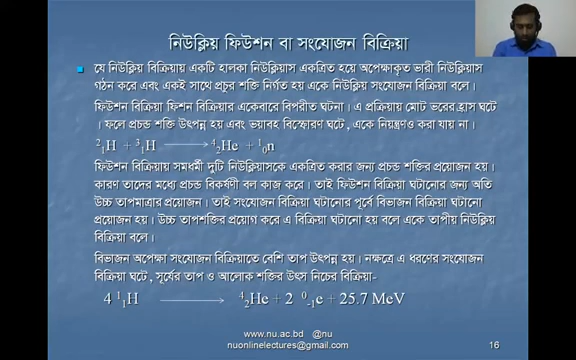 নিউক্লিয় ফিউশন বা সংযোজন বিক্রিয়া
যে নিউক্লিয় বিক্রিয়ায় একটি হালকা নিউক্লিয়াস একত্রিত হয়ে অপেক্ষাকৃত ভারী নিউক্লিয়াস
গঠন করে এবং একই সাথে প্রচুর শক্তি নির্গত হয় একে নিউক্লিয় সংযোজন বিক্রিয়া বলে।
ফিউশন বিক্রিয়া ফিশন বিক্রিয়ার একেবারে বিপরীত ঘটনা। এ প্রক্রিয়ায় মোট ভরের হ্রাস ঘটে
। ফলে প্রচন্ড শক্তি উৎপন্ন হয় এবং ভয়াবহ বিস্ফোরণ ঘটে, একে নিয়ন্ত্রণও করা যায় না।
²₁H + ³₁H ⟶ ⁴₂He + ¹₀n
ফিউশন বিক্রিয়ায় সমধর্মী দুটি নিউক্লিয়াসকে একত্রিত করার জন্য প্রচন্ড শক্তির প্রয়োজন হয়।
কারণ তাদের মধ্যে প্রচন্ড বিকর্ষণী বল কাজ করে। তাই ফিউশন বিক্রিয়া ঘটানোর জন্য অতি
উচ্চ তাপমাত্রার প্রয়োজন। তাই সংযোজন বিক্রিয়া ঘটানোর পূর্বে বিভাজন বিক্রিয়া ঘটানো
প্রয়োজন হয়। উচ্চ তাপশক্তির প্রয়োগ করে এ বিক্রিয়া ঘটানো হয় বলে একে তাপীয় নিউক্লিয়
বিক্রিয়া বলে।
বিভাজন অপেক্ষা সংযোজন বিক্রিয়াতে বেশি তাপ উৎপন্ন হয়। নক্ষত্রে এ ধরণের সংযোজন
বিক্রিয়া ঘটে, সূর্যের তাপ ও আলোক শক্তির উৎস নিচের বিক্রিয়া-
4 ¹₁H ⟶ ⁴₂He + 2 ⁰₋₁e + 25.7 MeV
www.nu.ac.bd @nu
nuonlinelectures@gmail.com
16